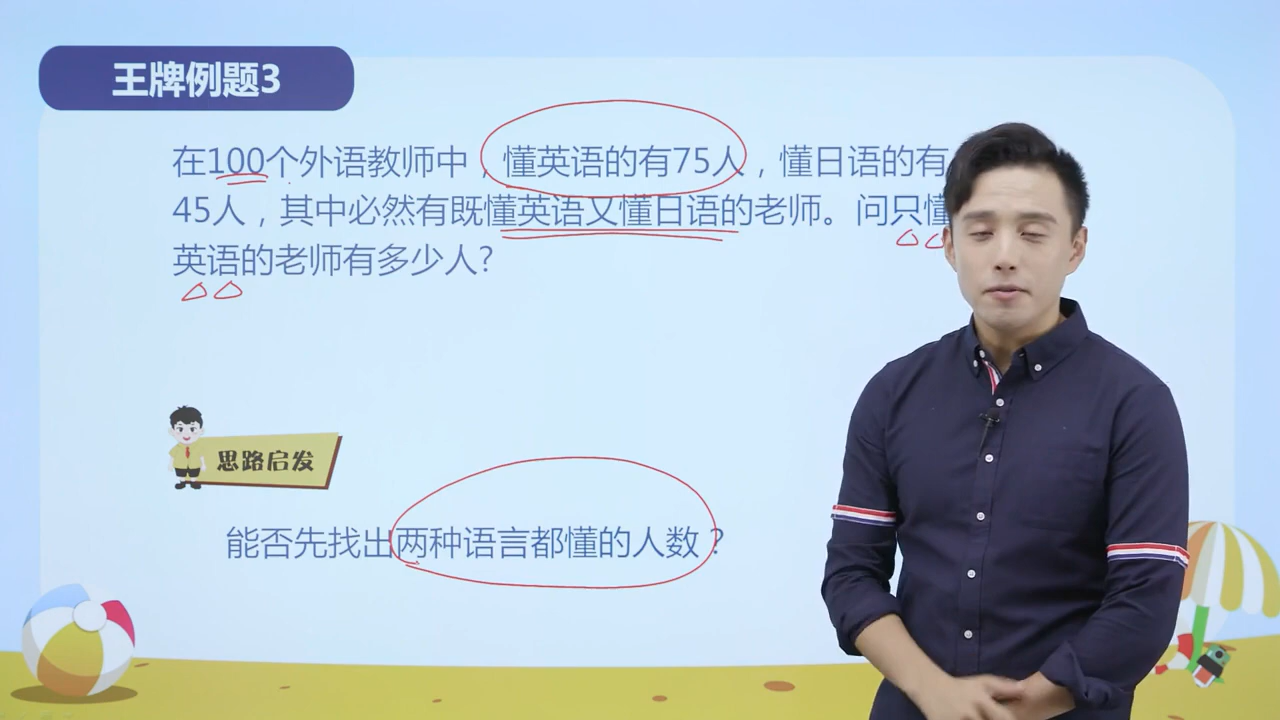 王牌例题3
在100个外语教师中，懂英语的有75人，懂日语的有
45人，其中必然有既懂英语又懂日语的老师。问只懂
英语的老师有多少人?
思路启发
能否先找出两种语言都懂的人数？